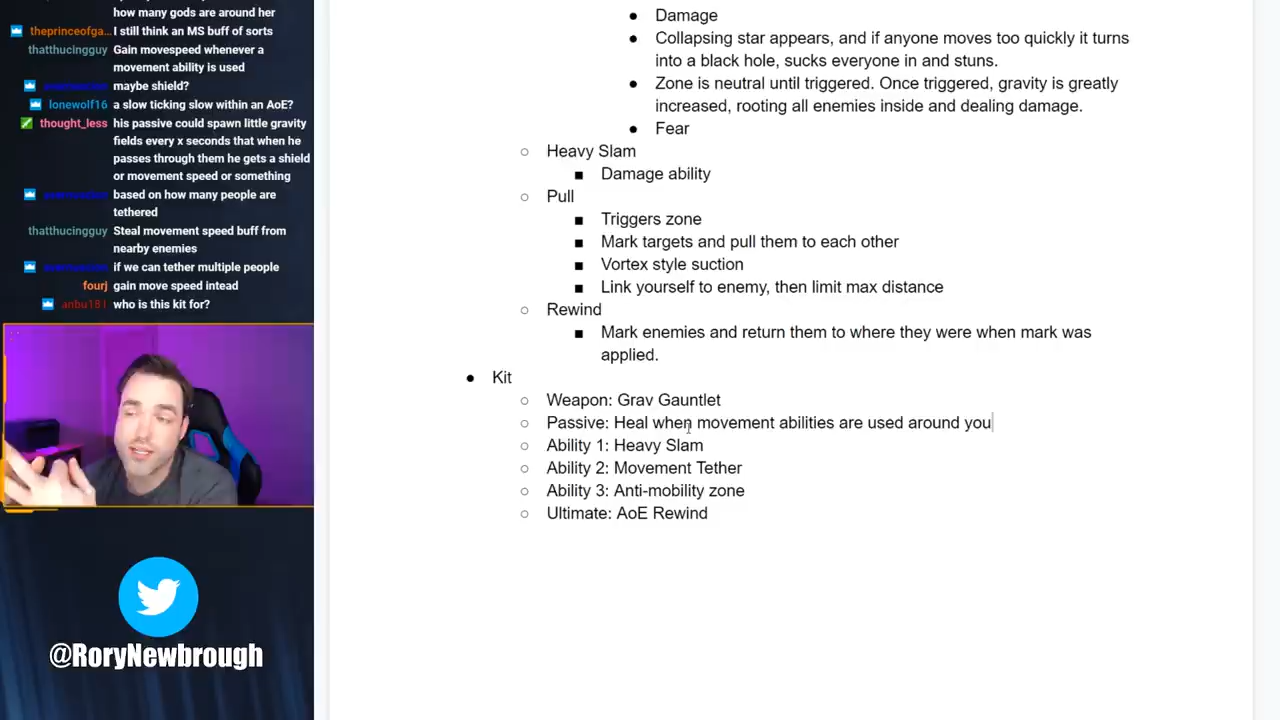 how many gods are around her
theprincefga... I still think an MS buff of sorts
thatthucingguy Gain movespeed whenever a
movement ability is used
maybe shield?
lonewolf16 a slow ticking slow within an AoE?
thought_less his passive could spawn little gravity
fields every x seconds that when he
passes through them he gets a shield
or movement speed or something
based on how many people are
tethered
thatthucingguy Steal movement speed buff from
nearby enemies
if we can tether multiple people
fourj gain move speed intead
anbu181 who is this kit for?
@RoryNewbrough
Damage
Collapsing star appears, and if anyone moves too quickly it turns
into a black hole, sucks everyone in and stuns.
Zone is neutral until triggered. Once triggered, gravity is greatly
increased, rooting all enemies inside and dealing damage.
Fear
Heavy Slam
Damage ability
Pull
Triggers zone
Mark targets and pull them to each other
Vortex style suction
Link yourself to enemy, then limit max distance
Rewind
Mark enemies and return them to where they were when mark was
applied.
Kit
Weapon: Grav Gauntlet
Passive: Heal when movement abilities are used around you
Ability 1: Heavy Slam
Ability 2: Movement Tether
Ability 3: Anti-mobility zone
Ultimate: AoE Rewind